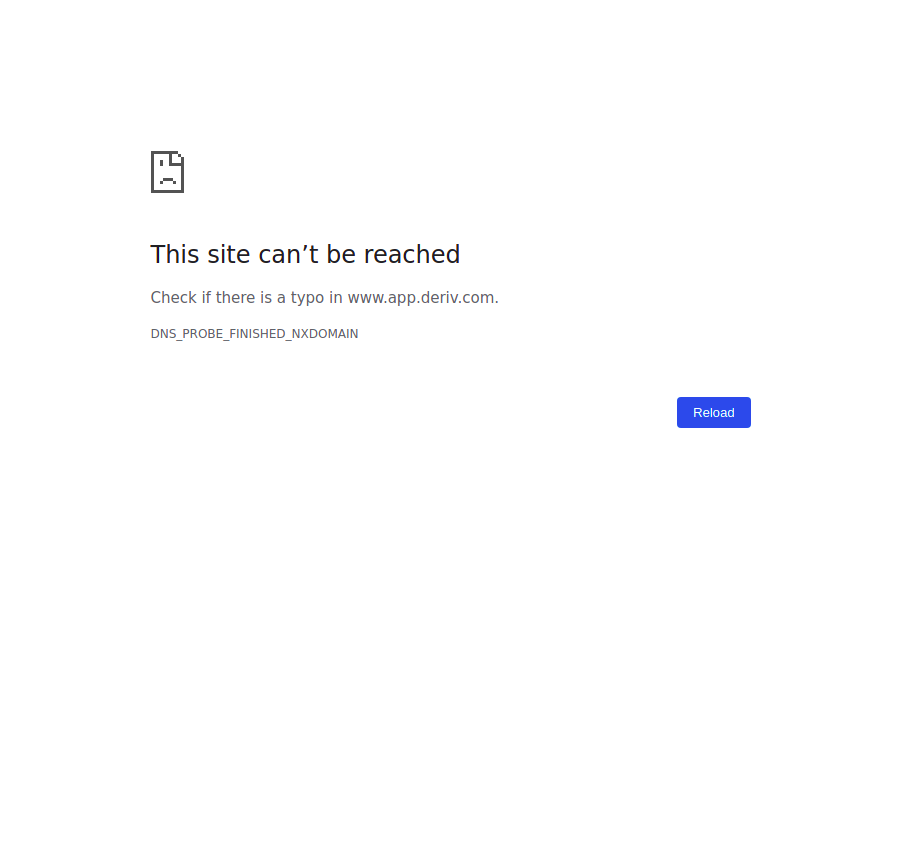 This site can’t be reached
Check if there is a typo in www.app.deriv.com.
DNS_PROBE_FINISHED_NXDOMAIN
Reload